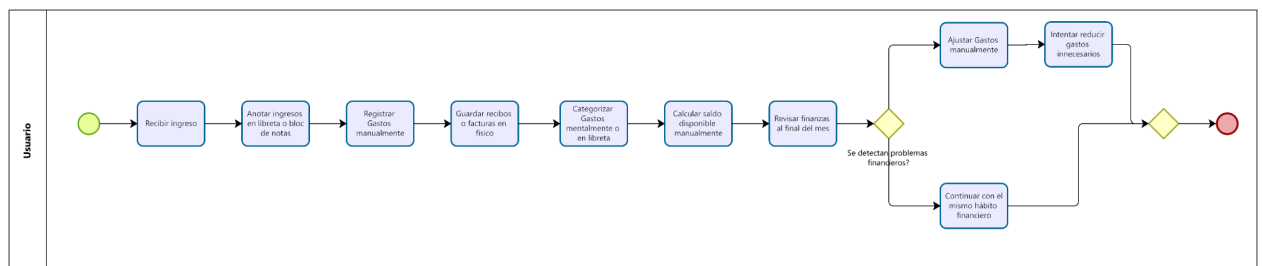 Usuario
Recibir ingreso
Anotar ingresos
en libreta o bloc
de notas
Registrar
Gastos
manualmente
Guardar recibos
o facturas en
físico
Categorizar
Gastos
mentalmente o
en libreta
Calcular saldo
disponible
manualmente
Revisar finanzas
al final del mes
Se detectan problemas
financieros?
Ajustar Gastos
manualmente
Intentar reducir
gastos
innecesarios
Continuar con el
mismo hábito
financiero